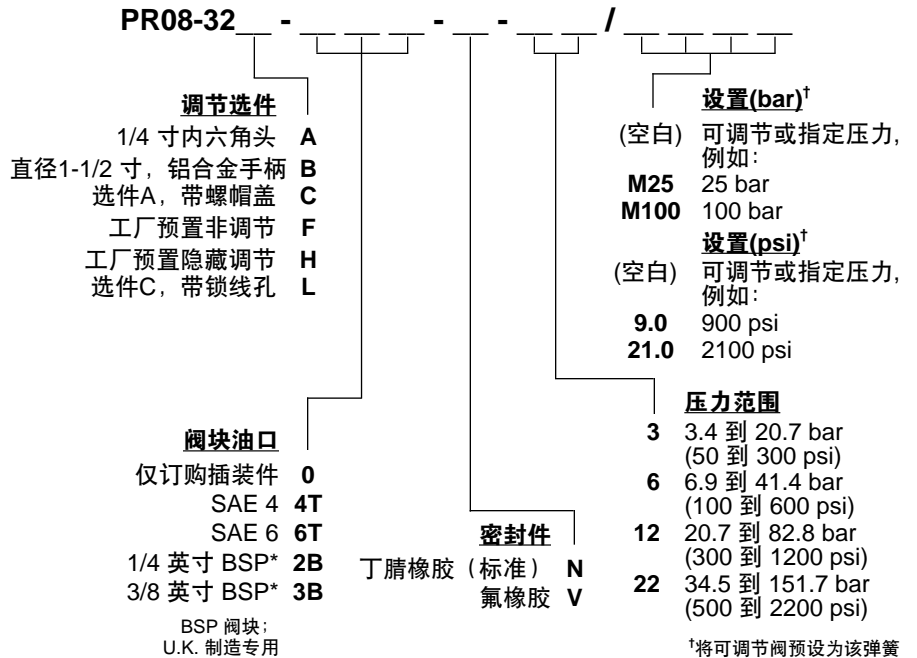 PR08-32__ - __ __ __ - __ - __ __ / __ __ __ __
调节选件
1/4 寸内六角头 A
直径1-1/2 寸，铝合金手柄 B
选件A，带螺帽盖 C
工厂预置非调节 F
工厂预置隐藏调节 H
选件C，带锁线孔 L
阀块油口
仅订购插装件 0
SAE 4 4T
SAE 6 6T
1/4 英寸 BSP* 2B
3/8 英寸 BSP* 3B
BSP 阀块；
U.K. 制造专用
密封件
丁腈橡胶（标准） N
氟橡胶 V
设置(bar)†
(空白) 可调节或指定压力,
例如：
M25 25 bar
M100 100 bar
设置(psi)†
(空白) 可调节或指定压力,
例如：
9.0 900 psi
21.0 2100 psi
压力范围
3 3.4 到 20.7 bar
(50 到 300 psi)
6 6.9 到 41.4 bar
(100 到 600 psi)
12 20.7 到 82.8 bar
(300 到 1200 psi)
22 34.5 到 151.7 bar
(500 到 2200 psi)
†将可调节阀预设为该弹簧